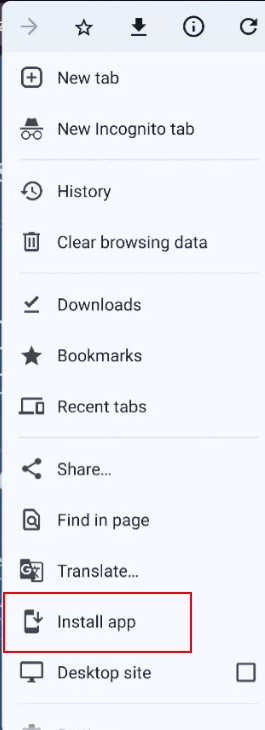 New tab
New Incognito tab
History
Clear browsing data
Downloads
Bookmarks
Recent tabs
Share...
Find in page
Translate...
Install app
Desktop site